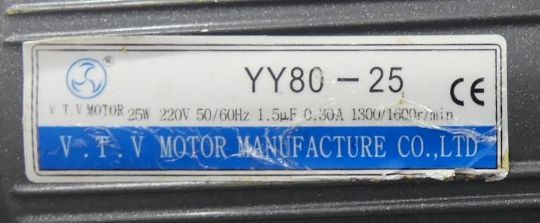 ®
YY80-25
CE
V.T.V MOTOR 25W 220V 50/60Hz 1.5μF 0.30A 1300/1600r/min
V.T.V MOTOR MANUFACTURE CO.,LTD